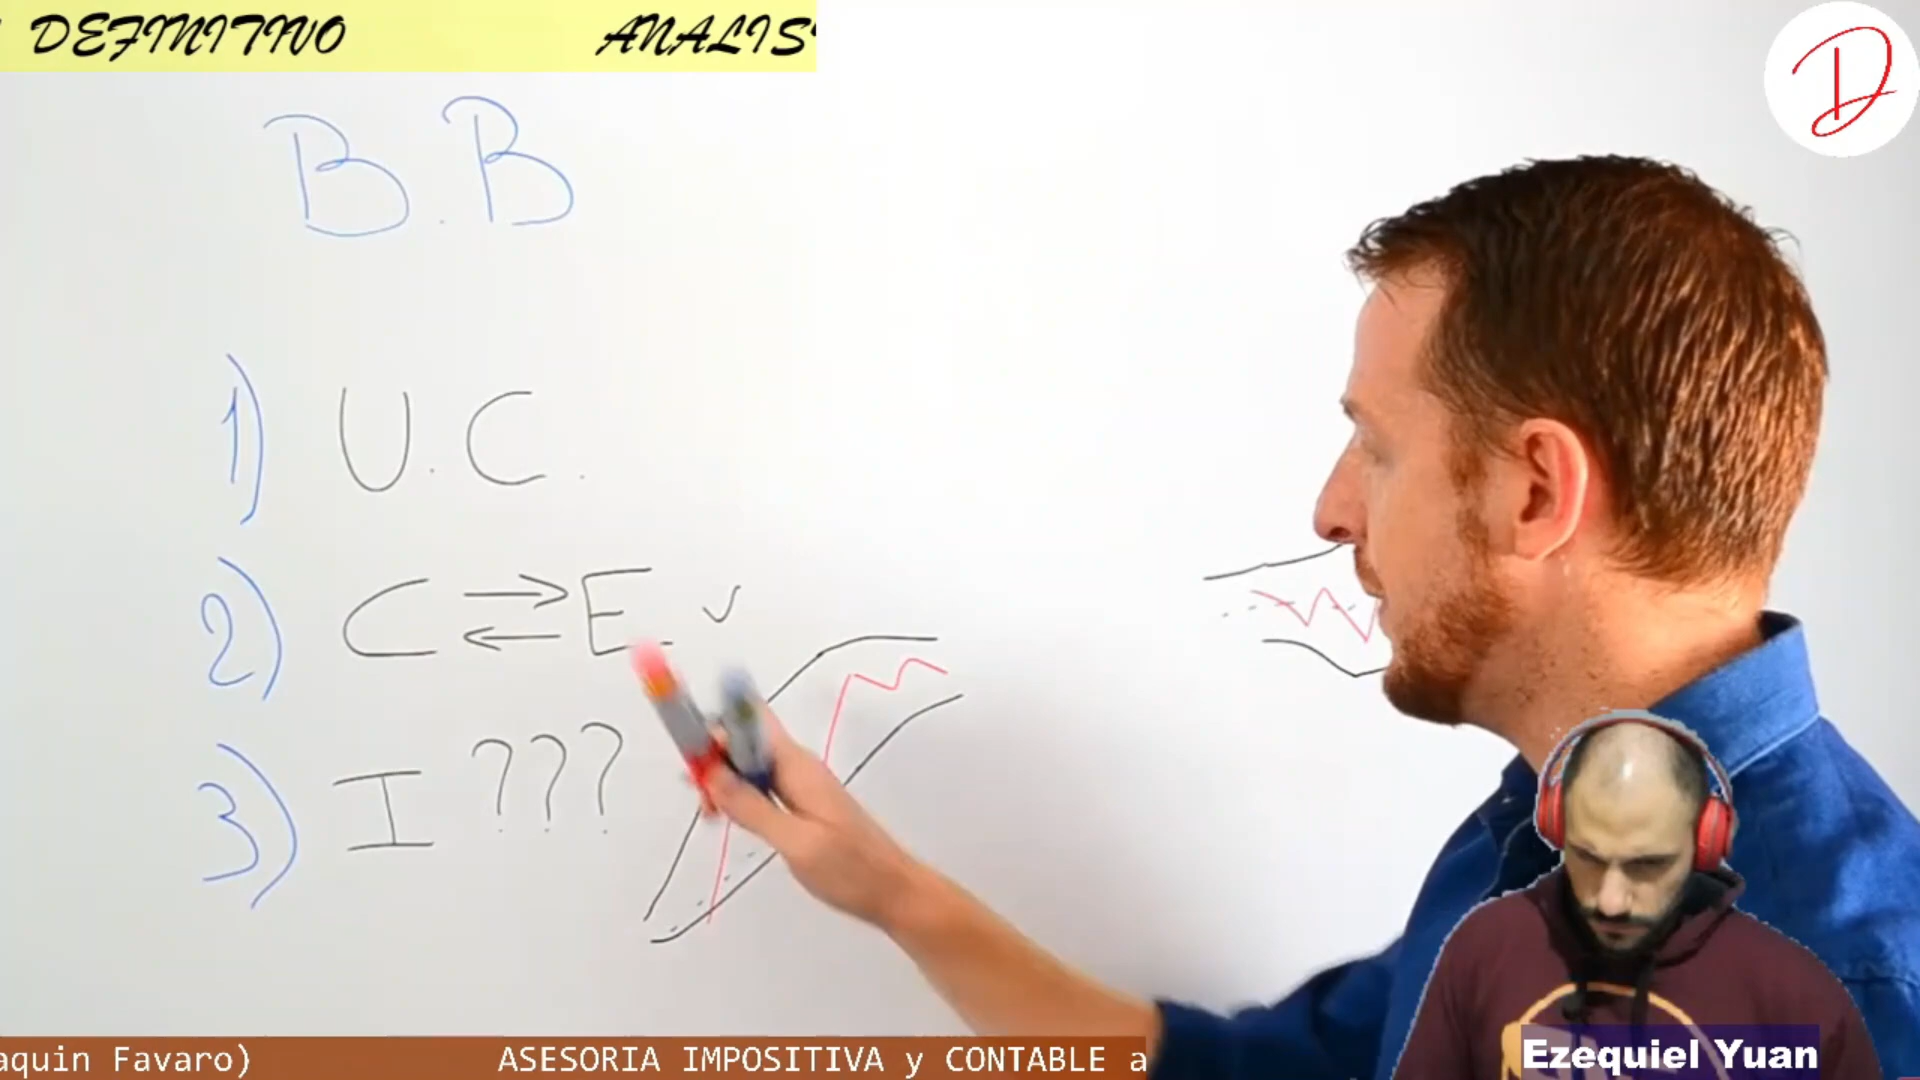 DEFINITIVO ANALIS
D
B.B
1) U.C.
2) C ⇄ E ✓
3) I ???
aquin Favaro) ASESORIA IMPOSITIVA y CONTABLE a
Ezequiel Yuan